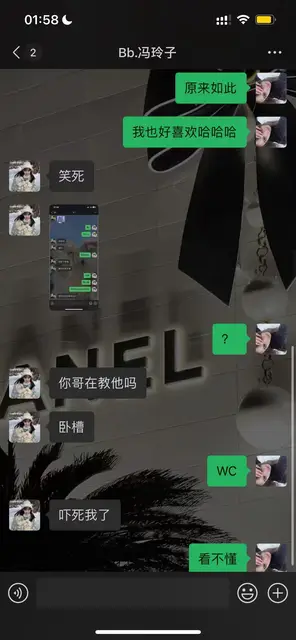 01:58
2
Bb.冯玲子
原来如此
我也好喜欢哈哈哈
笑死
?
ANEL
你哥在教他吗
卧槽
WC
吓死我了
看不懂